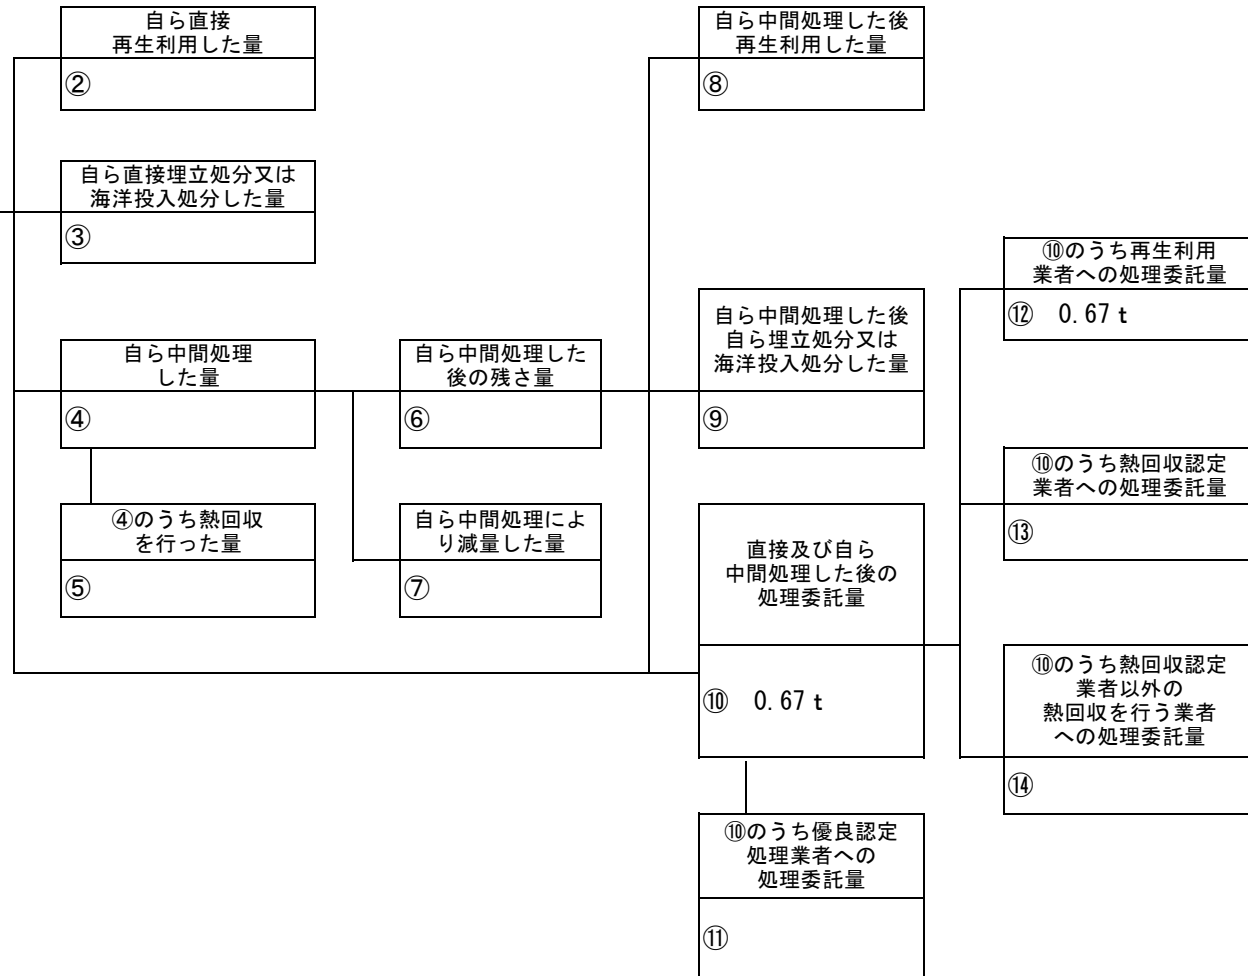 自ら直接
再生利用した量
②
自ら直接埋立処分又は
海洋投入処分した量
③
自ら中間処理
した量
④
④のうち熱回収
を行った量
⑤
自ら中間処理した
後の残さ量
⑥
自ら中間処理によ
り減量した量
⑦
自ら中間処理した後
再生利用した量
⑧
自ら中間処理した後
自ら埋立処分又は
海洋投入処分した量
⑨
直接及び自ら
中間処理した後の
処理委託量
⑩ 0.67 t
⑩のうち優良認定
処理業者への
処理委託量
⑪
⑩のうち再生利用
業者への処理委託量
⑫ 0.67 t
⑩のうち熱回収認定
業者への処理委託量
⑬
⑩のうち熱回収認定
業者以外の
熱回収を行う業者
への処理委託量
⑭